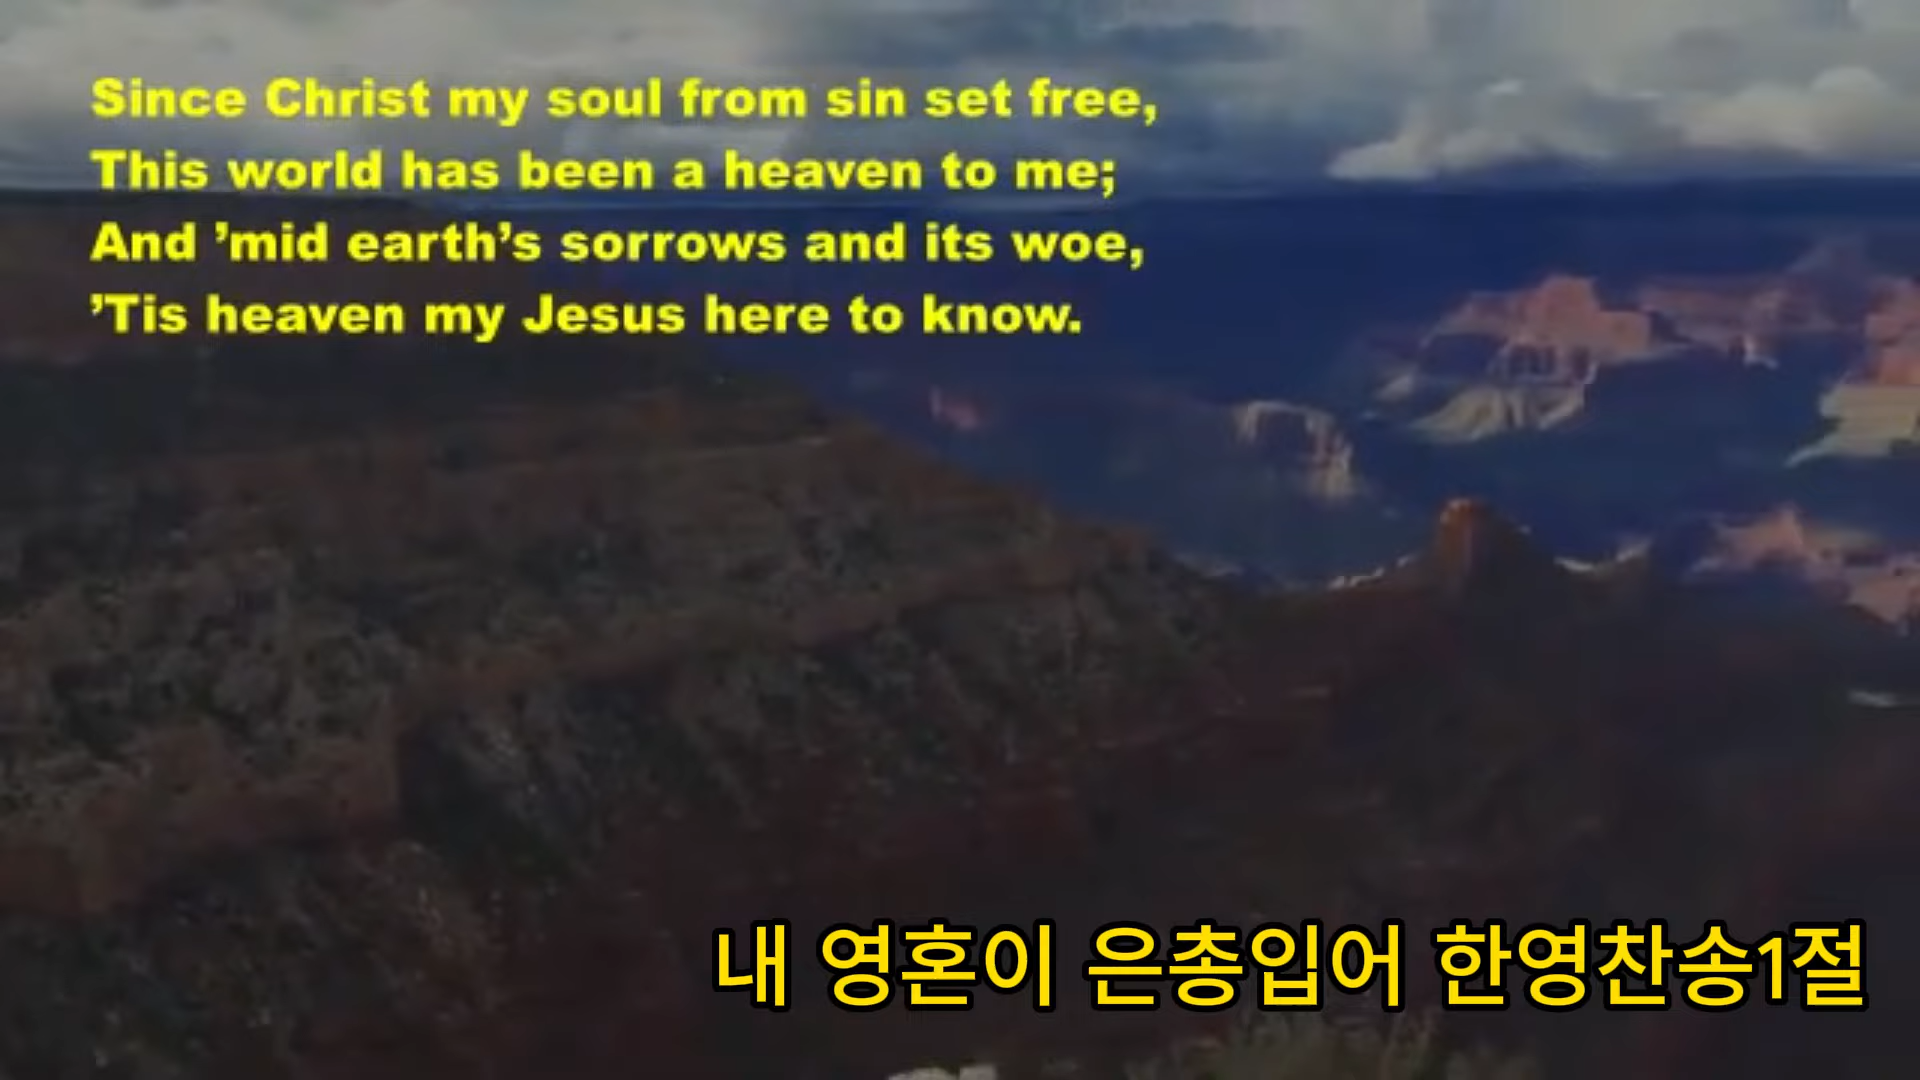 Since Christ my soul from sin set free,
This world has been a heaven to me;
And ’mid earth’s sorrows and its woe,
’Tis heaven my Jesus here to know.
내 영혼이 은총입어 한영찬송1절